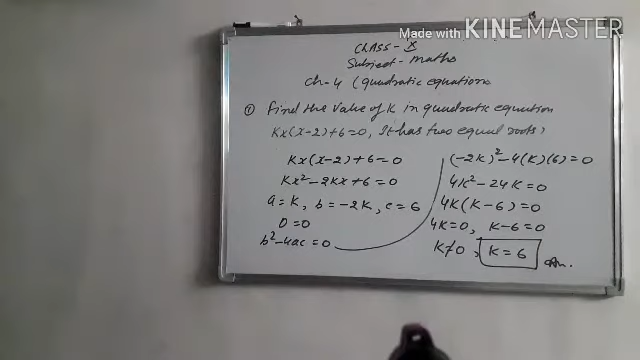 Made with KINEMASTER
Class - X
Subject - Maths
Ch-4 (quadratic equations
① Find the value of K in quadratic equation
Kx(x-2)+6=0, It has two equal roots?
Kx(x-2)+6=0
Kx²-2Kx+6=0
a=K, b=-2K, c=6
D=0
b²-4ac=0
(-2K)²-4(K)(6)=0
4K²-24K=0
4K(K-6)=0
4K=0, K-6=0
K≠0, K=6 Ans.